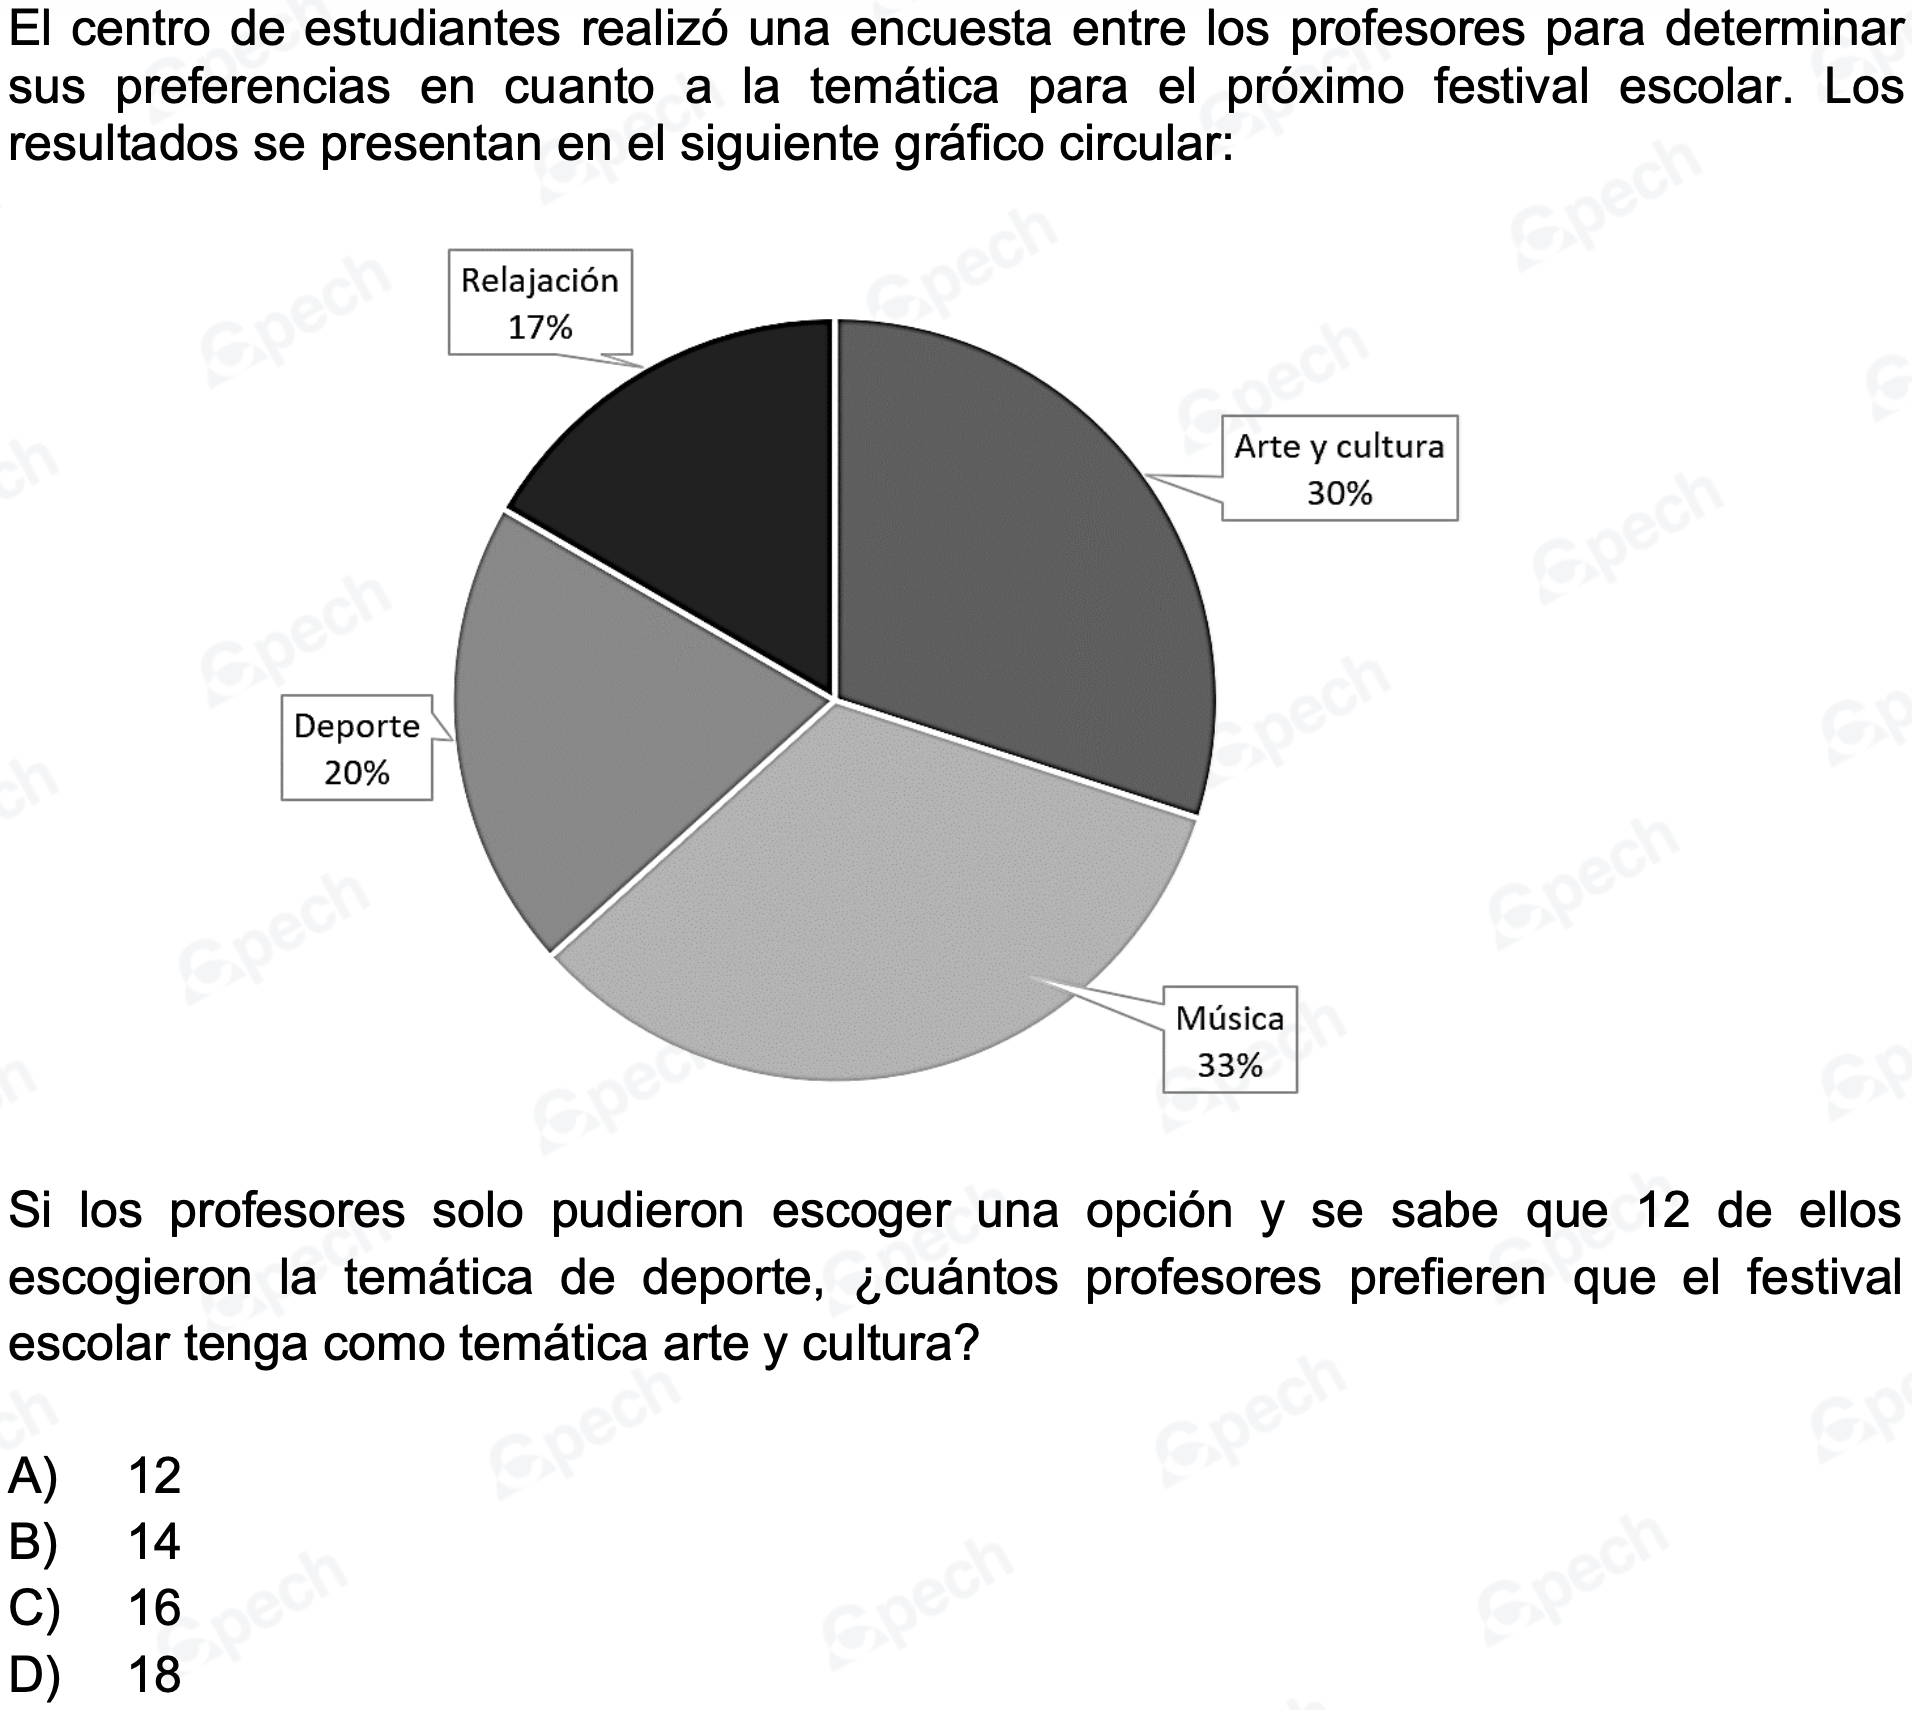 El centro de estudiantes realizó una encuesta entre los profesores para determinar
sus preferencias en cuanto a la temática para el próximo festival escolar. Los
resultados se presentan en el siguiente gráfico circular:
Relajación
17%
Arte y cultura
30%
Deporte
20%
Música
33%
Si los profesores solo pudieron escoger una opción y se sabe que 12 de ellos
escogieron la temática de deporte, ¿cuántos profesores prefieren que el festival
escolar tenga como temática arte y cultura?
A) 12
B) 14
C) 16
D) 18